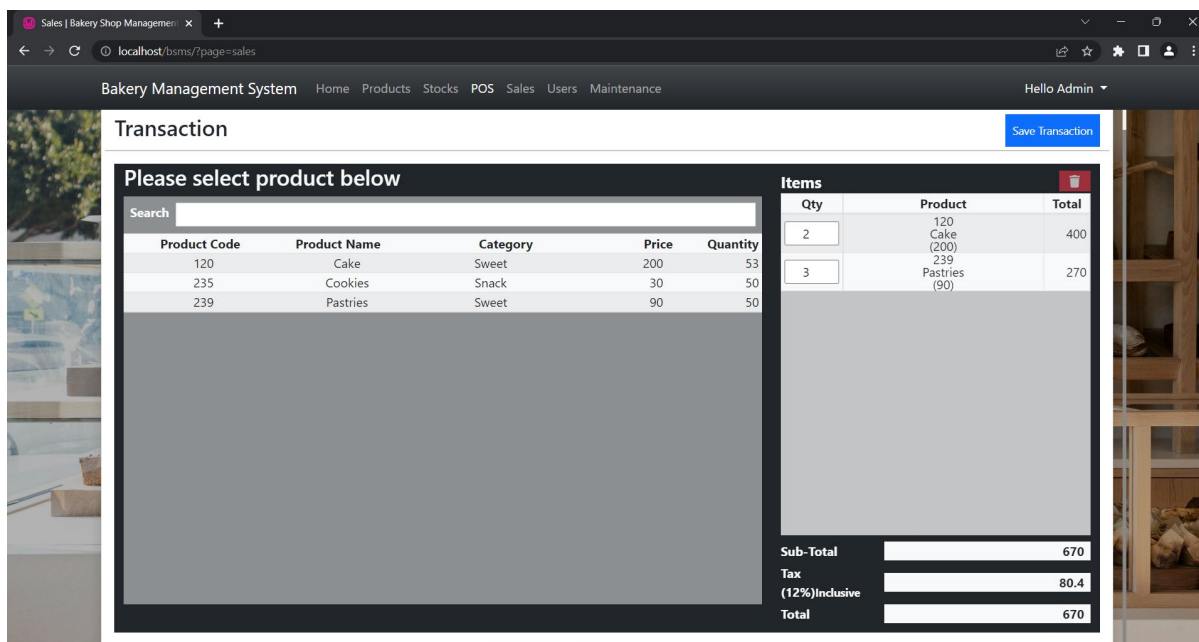 Sales | Bakery Shop Management
localhost/bsms/?page=sales
Bakery Management System Home Products Stocks POS Sales Users Maintenance Hello Admin
Transaction Save Transaction
Please select product below
Search
Product Code Product Name Category Price Quantity
120 Cake Sweet 200 53
235 Cookies Snack 30 50
239 Pastries Sweet 90 50
Items
Qty Product Total
2 120 400
Cake
(200)
3 239 270
Pastries
(90)
Sub-Total 670
Tax
(12%)Inclusive 80.4
Total 670